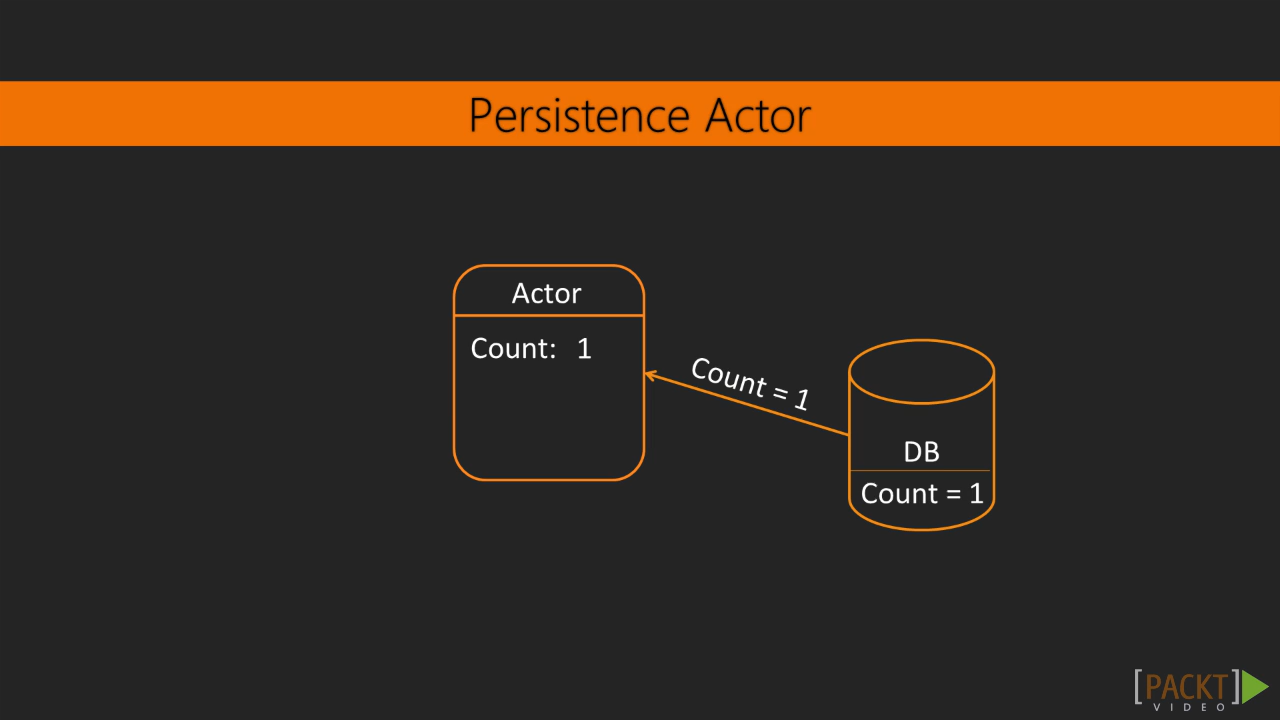 Persistence Actor
Actor
Count: 1
Count = 1
DB
Count = 1
[PACKT]
VIDEO